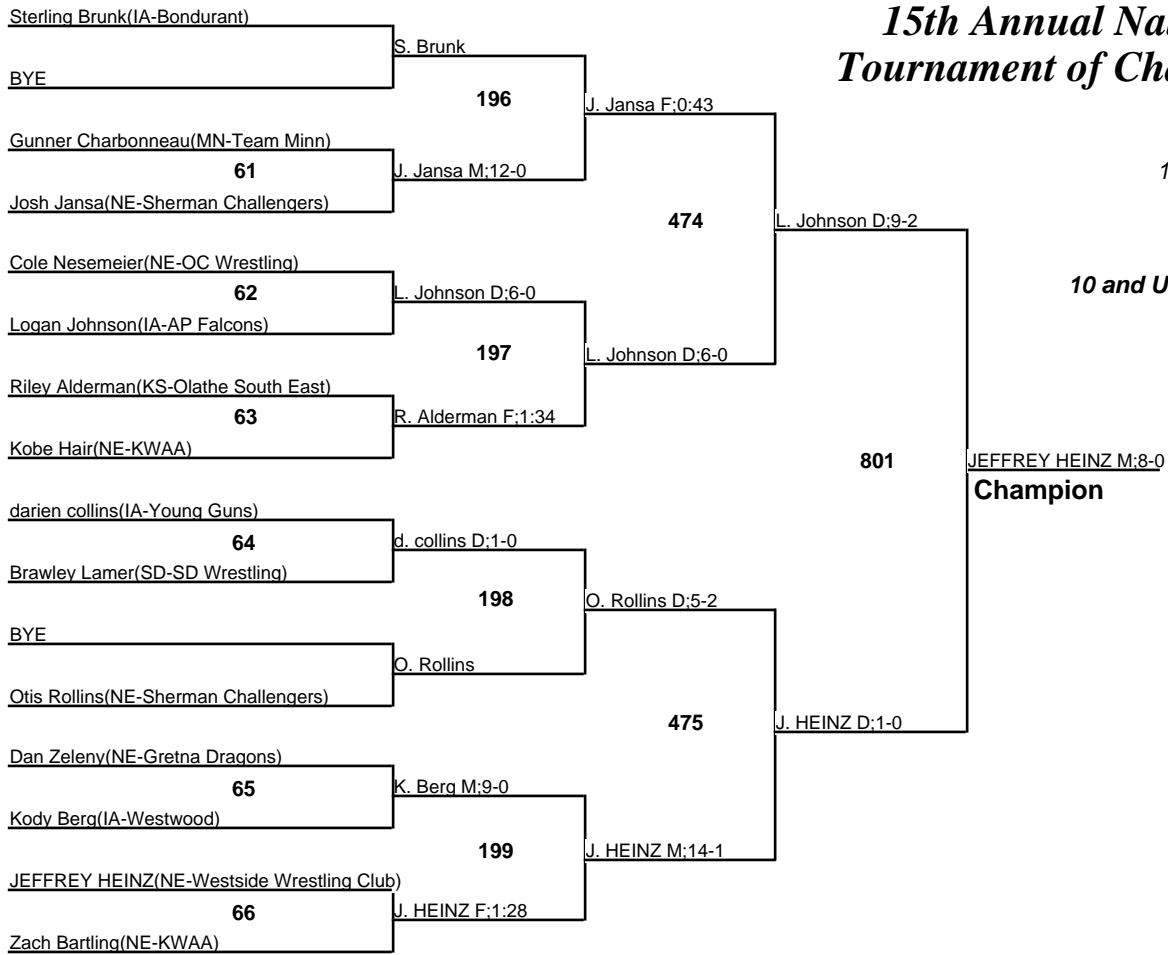 Sterling Brunk(IA-Bondurant)
BYE
Gunner Charbonneau(MN-Team Minn)
61
Josh Jansa(NE-Sherman Challengers)
Cole Nesemeier(NE-OC Wrestling)
62
Logan Johnson(IA-AP Falcons)
Riley Alderman(KS-Olathe South East)
63
Kobe Hair(NE-KWAA)
darien collins(IA-Young Guns)
64
Brawley Lamer(SD-SD Wrestling)
BYE
Otis Rollins(NE-Sherman Challengers)
Dan Zeleny(NE-Gretna Dragons)
65
Kody Berg(IA-Westwood)
JEFFREY HEINZ(NE-Westside Wrestling Club)
66
Zach Bartling(NE-KWAA)
S. Brunk
196
J. Jansa M;12-0
L. Johnson D;6-0
197
R. Alderman F;1:34
d. collins D;1-0
198
O. Rollins
K. Berg M;9-0
199
J. HEINZ F;1:28
J. Jansa F;0:43
474
L. Johnson D;6-0
O. Rollins D;5-2
475
J. HEINZ M;14-1
L. Johnson D;9-2
801
J. HEINZ D;1-0
JEFFREY HEINZ M;8-0
Champion
15th Annual
Tournament of
10 and